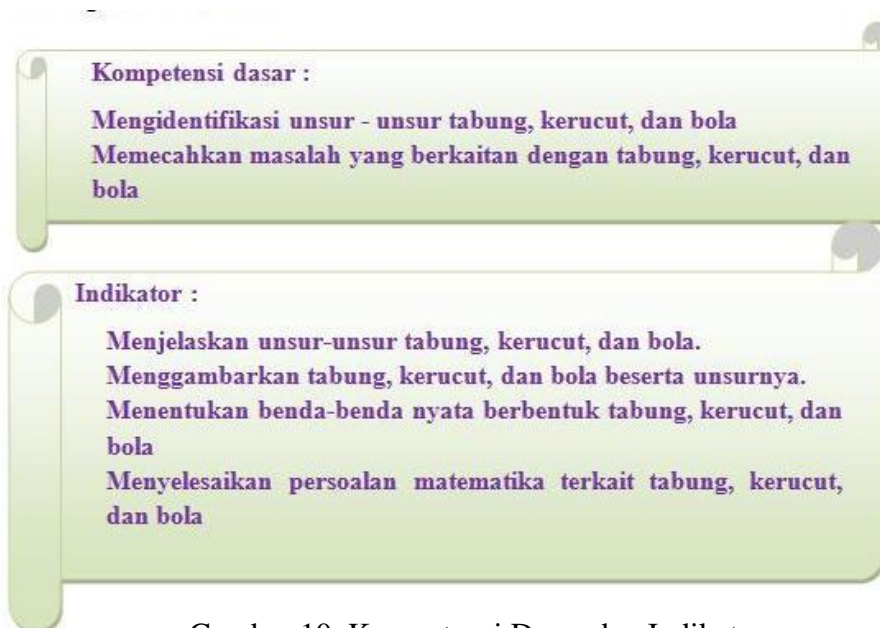 Kompetensi dasar :
Mengidentifikasi unsur - unsur tabung, kerucut, dan bola
Memecahkan masalah yang berkaitan dengan tabung, kerucut, dan
bola
Indikator :
Menjelaskan unsur-unsur tabung, kerucut, dan bola.
Menggambarkan tabung, kerucut, dan bola beserta unsurnya.
Menentukan benda-benda nyata berbentuk tabung, kerucut, dan
bola
Menyelesaikan persoalan matematika terkait tabung, kerucut,
dan bola